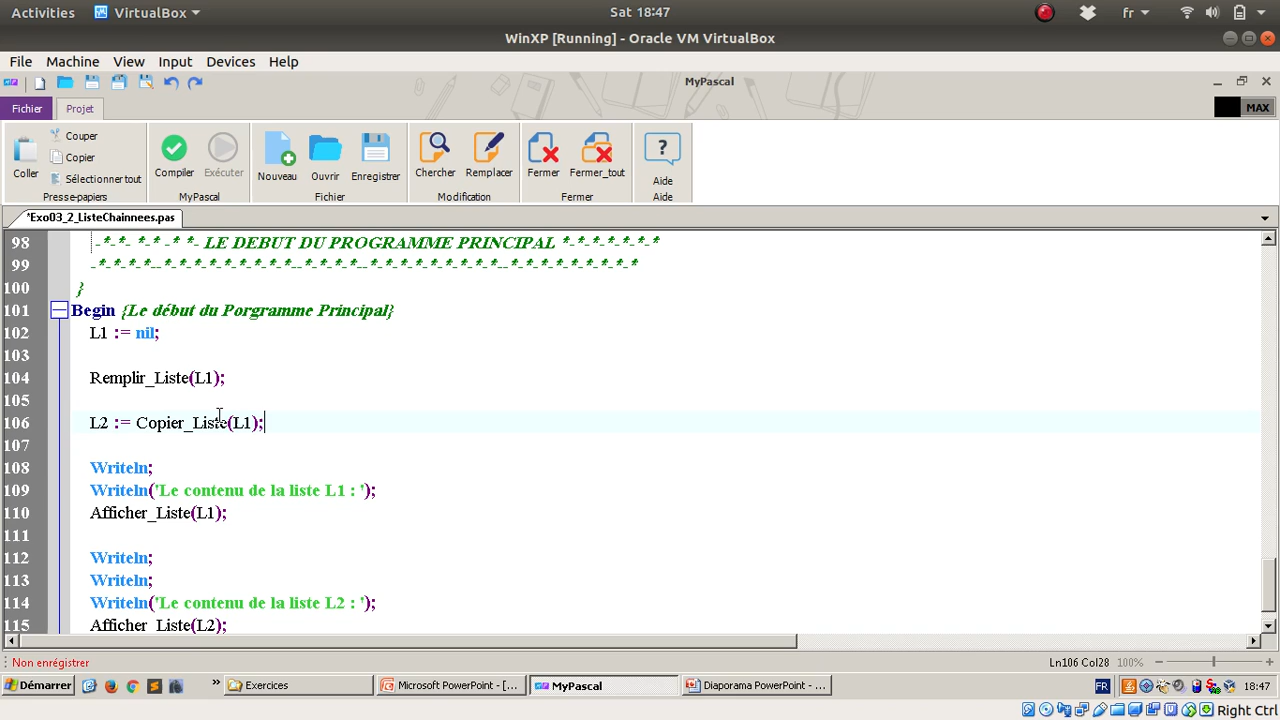 Activities VirtualBox Sat 18:47 fr
WinXP [Running] - Oracle VM VirtualBox
File Machine View Input Devices Help
MyPascal
Fichier Projet MAX
Coller Couper Copier Sélectionner tout
Compiler Exécuter Nouveau Ouvrir Enregistrer Chercher Remplacer Fermer Fermer_tout ? Aide
Presse-papiers MyPascal Fichier Modification Fermer Aide
*Exo03_2_ListeChainnees.pas
98 -*-*- *-* -* *- LE DEBUT DU PROGRAMME PRINCIPAL *-*-*-*-*-*-*
99 -*-*-*-*--*-*-*-*-*-*-*-*-*--*-*-*-*--*-*-*-*-*-*-*-*-*--*-*-*-*-*-*-*-*
100 }
101 Begin {Le début du Porgramme Principal}
102 L1 := nil;
103
104 Remplir_Liste(L1);
105
106 L2 := Copier_Liste(L1);
107
108 Writeln;
109 Writeln('Le contenu de la liste L1 : ');
110 Afficher_Liste(L1);
111
112 Writeln;
113 Writeln;
114 Writeln('Le contenu de la liste L2 : ');
115 Afficher_Liste(L2);
Non enrégistrer Ln106 Col28 100%
Démarrer » Exercices Microsoft PowerPoint - [... MyPascal Diaporama PowerPoint - ... FR 18:47
Right Ctrl